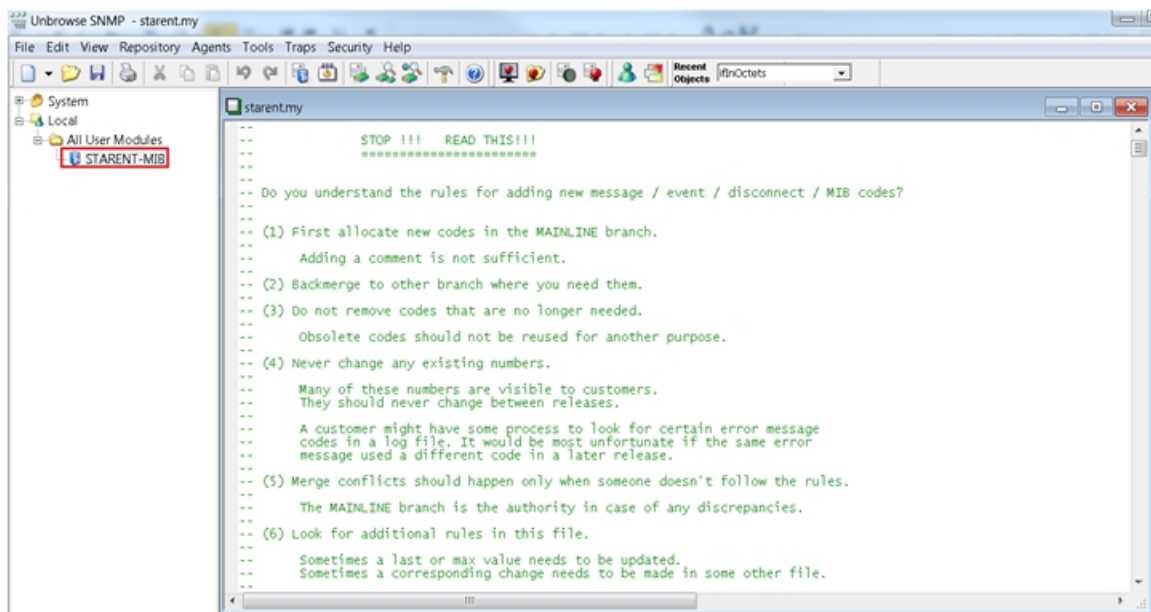 Unbrowse SNMP - starent.my
File Edit View Repository Agents Tools Traps Security Help
Recent Objects ifInOctets
System
Local
All User Modules
STARENT-MIB
starent.my
--
-- STOP !!! READ THIS!!!
-- ========================
--
--
-- Do you understand the rules for adding new message / event / disconnect / MIB codes?
--
--
-- (1) First allocate new codes in the MAINLINE branch.
--
-- Adding a comment is not sufficient.
--
-- (2) Backmerge to other branch where you need them.
--
-- (3) Do not remove codes that are no longer needed.
--
-- Obsolete codes should not be reused for another purpose.
--
-- (4) Never change any existing numbers.
--
-- Many of these numbers are visible to customers.
-- They should never change between releases.
--
-- A customer might have some process to look for certain error message
-- codes in a log file. It would be most unfortunate if the same error
-- message used a different code in a later release.
--
-- (5) Merge conflicts should happen only when someone doesn't follow the rules.
--
-- The MAINLINE branch is the authority in case of any discrepancies.
--
-- (6) Look for additional rules in this file.
--
-- Sometimes a last or max value needs to be updated.
-- Sometimes a corresponding change needs to be made in some other file.
--